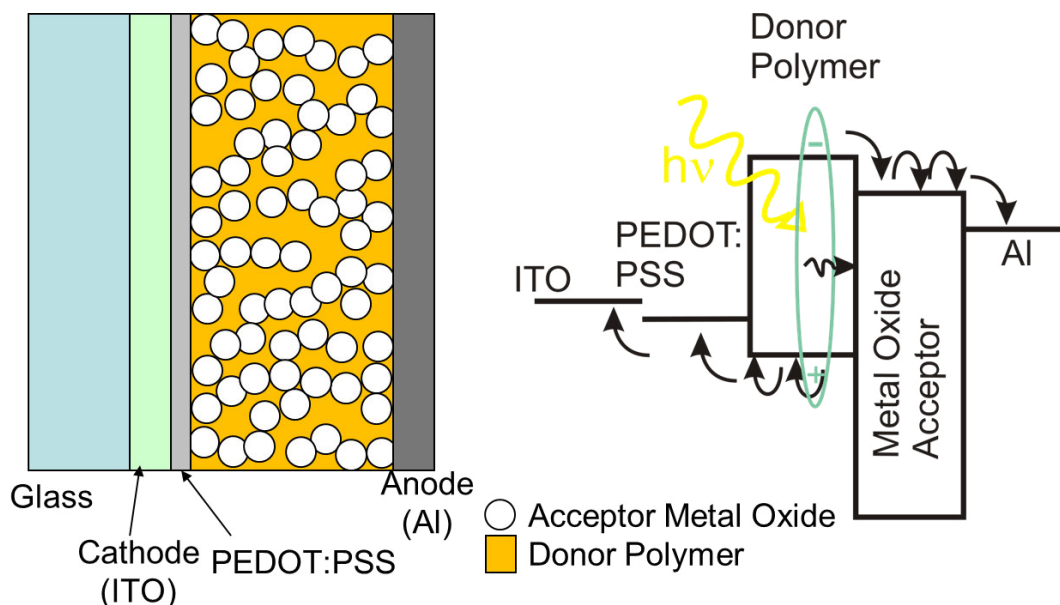 Glass
Cathode
(ITO)
PEDOT:PSS
Anode
(Al)
Acceptor Metal Oxide
Donor Polymer
Donor
Polymer
hν
PEDOT:
PSS
ITO
Al
-
+
Metal Oxide
Acceptor